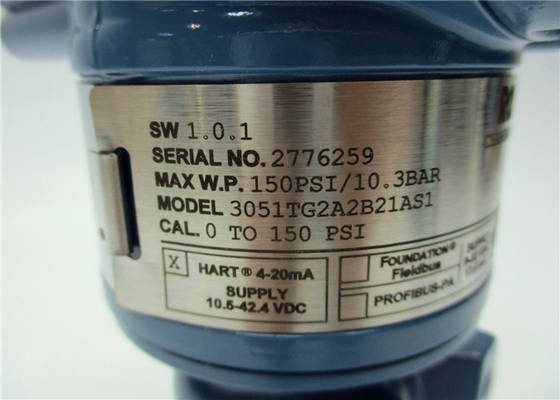 SW 1.0.1
SERIAL NO. 2776259
MAX W.P. 150PSI/10.3BAR
MODEL 3051TG2A2B21AS1
CAL. 0 TO 150 PSI
X HART® 4-20mA
SUPPLY
10.5-42.4 VDC
FOUNDATION®
Fieldbus
PROFIBUS-PA